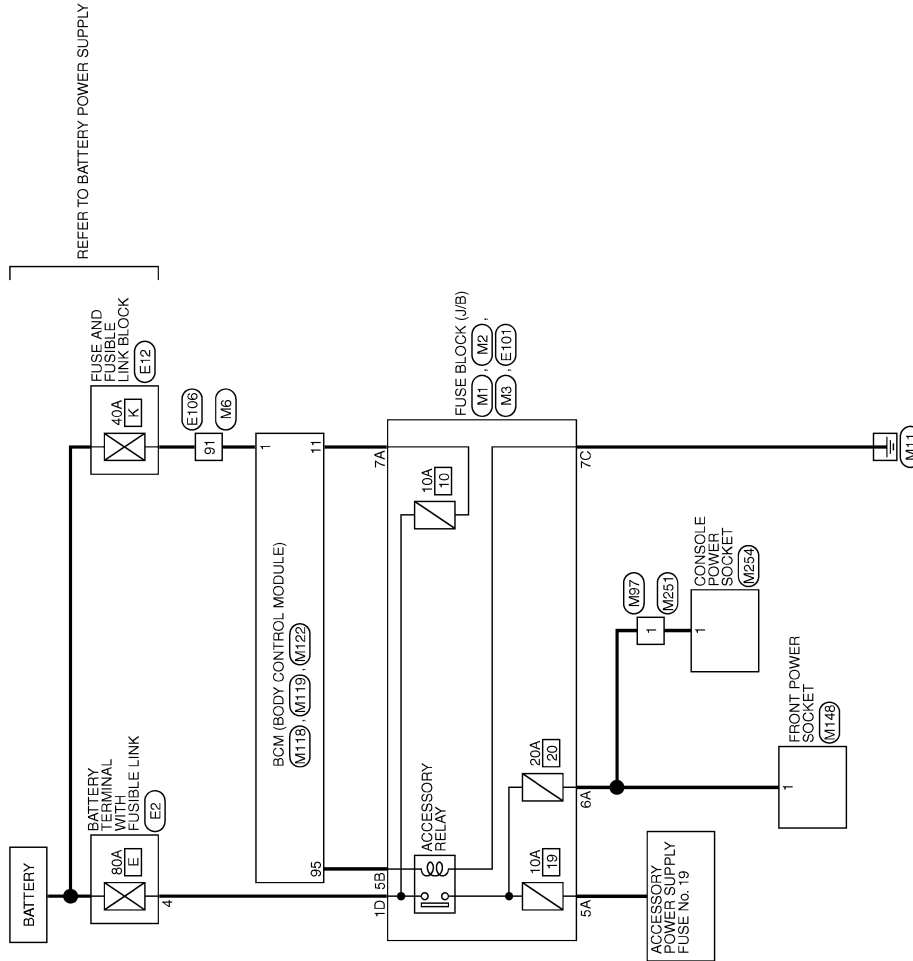 REFER TO BATTERY POWER SUPPLY
BATTERY
BATTERY
TERMINAL
WITH
FUSIBLE LINK
E2
80A
E
4
FUSE AND
FUSIBLE
LINK BLOCK
E12
40A
K
E106
91
M6
1
BCM (BODY CONTROL MODULE)
M118 , M119 , M122
95
11
1D
5B
7A
FUSE BLOCK (J/B)
M1 , M2 ,
M3 , E101
10A
10
ACCESSORY
RELAY
10A
19
20A
20
5A
6A
7C
ACCESSORY
POWER SUPPLY
FUSE No. 19
M97
1
M251
1
CONSOLE
POWER
SOCKET
M254
FRONT POWER
SOCKET
M148
1
M11